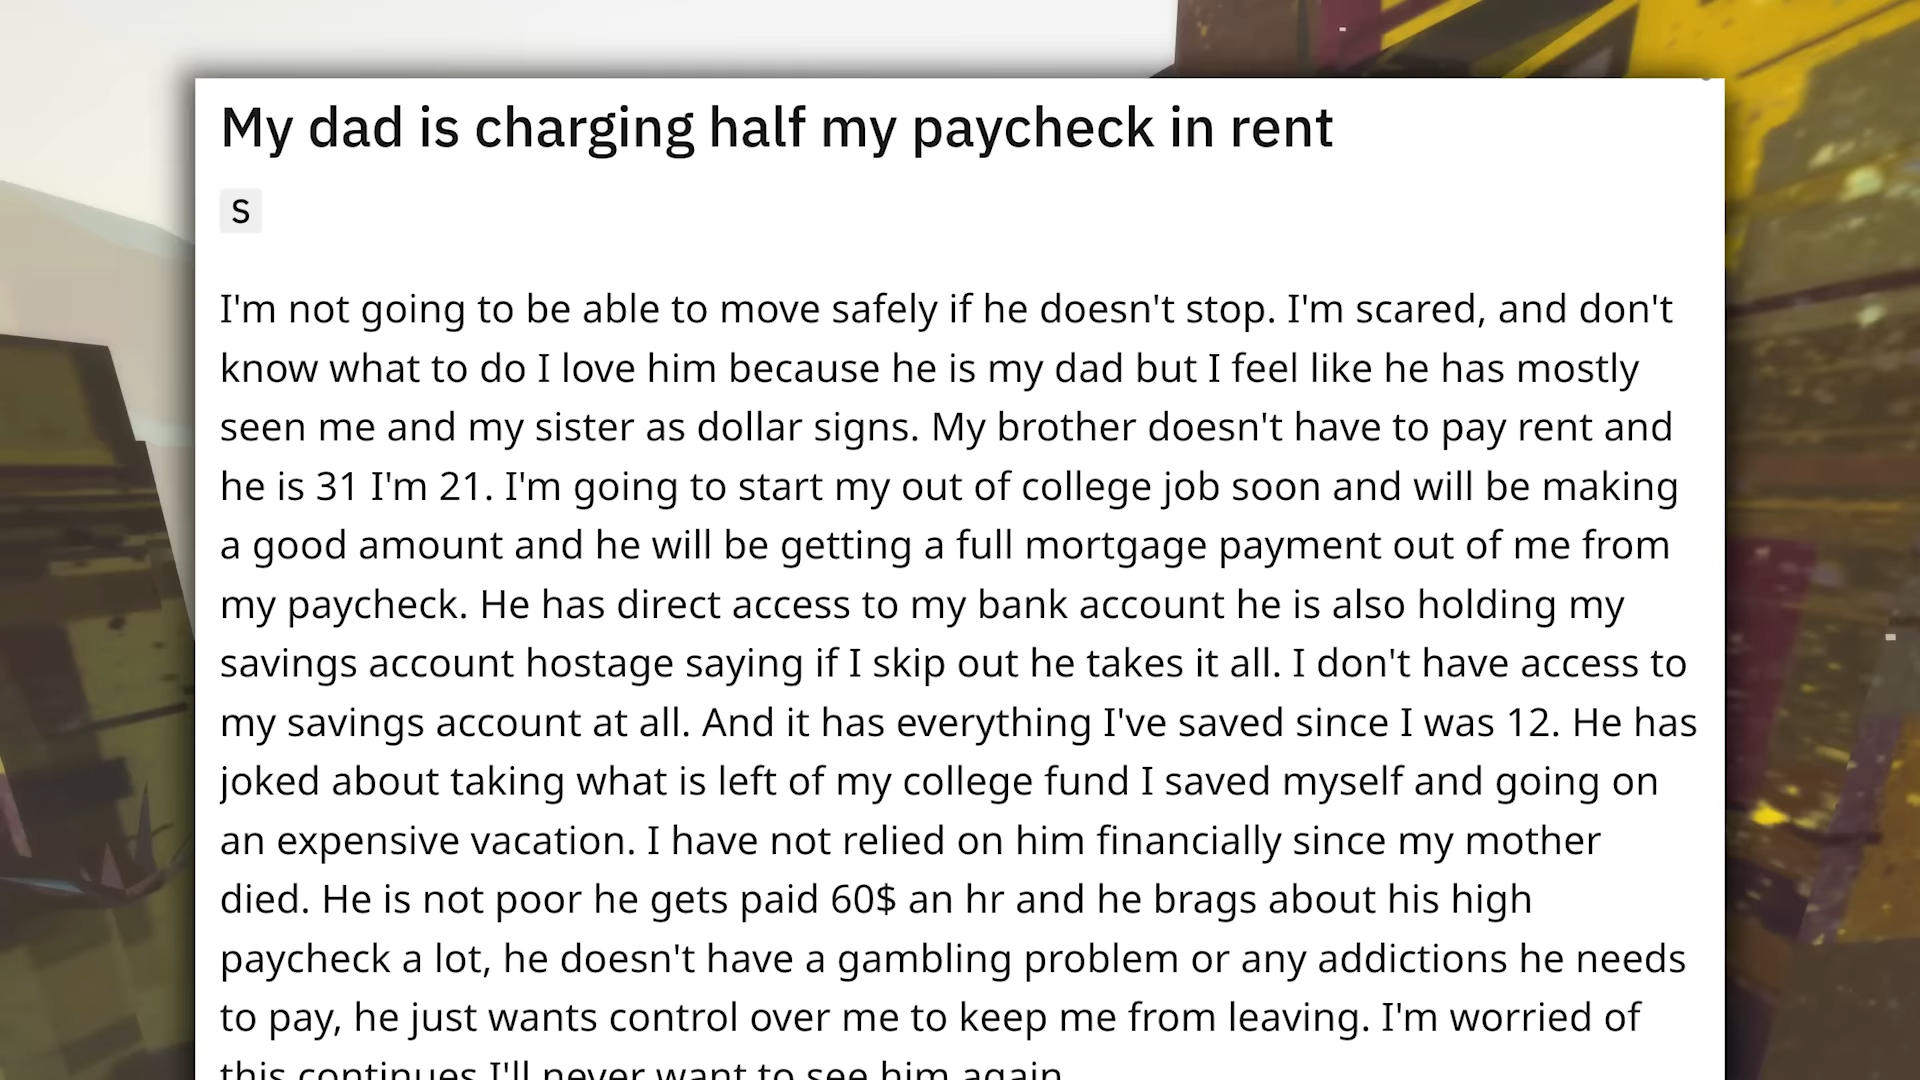 My dad is charging half my paycheck in rent
S
I'm not going to be able to move safely if he doesn't stop. I'm scared, and don't
know what to do I love him because he is my dad but I feel like he has mostly
seen me and my sister as dollar signs. My brother doesn't have to pay rent and
he is 31 I'm 21. I'm going to start my out of college job soon and will be making
a good amount and he will be getting a full mortgage payment out of me from
my paycheck. He has direct access to my bank account he is also holding my
savings account hostage saying if I skip out he takes it all. I don't have access to
my savings account at all. And it has everything I've saved since I was 12. He has
joked about taking what is left of my college fund I saved myself and going on
an expensive vacation. I have not relied on him financially since my mother
died. He is not poor he gets paid 60$ an hr and he brags about his high
paycheck a lot, he doesn't have a gambling problem or any addictions he needs
to pay, he just wants control over me to keep me from leaving. I'm worried of
this continues I'll never want to see him again